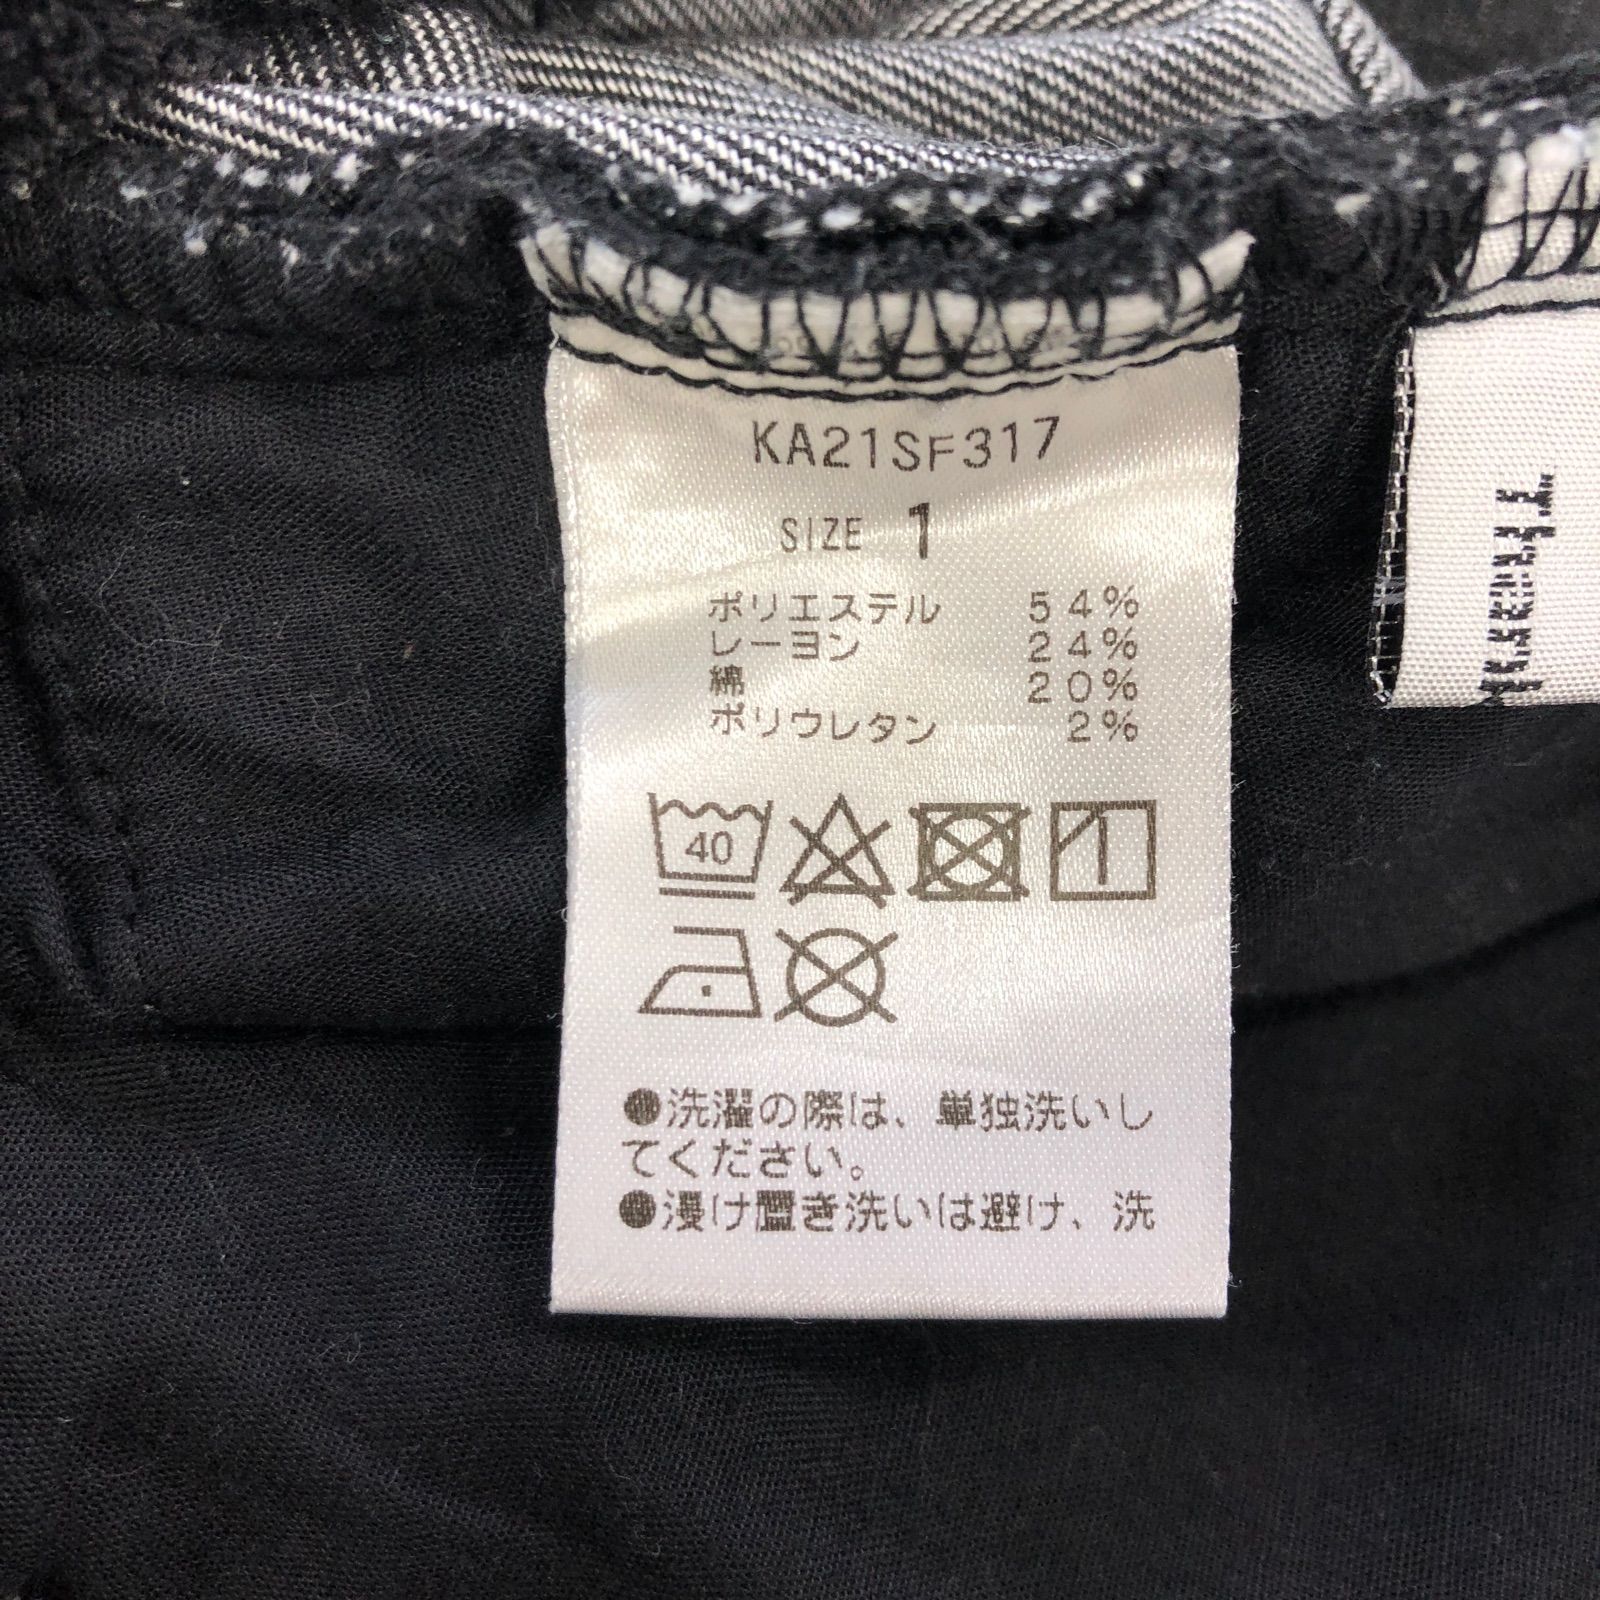 KA21SF317
SIZE 1
ポリエステル 54%
レーヨン 24%
綿 20%
ポリウレタン 2%
40
●洗濯の際は、単独洗いし
てください。
●浸け置き洗いは避け、洗